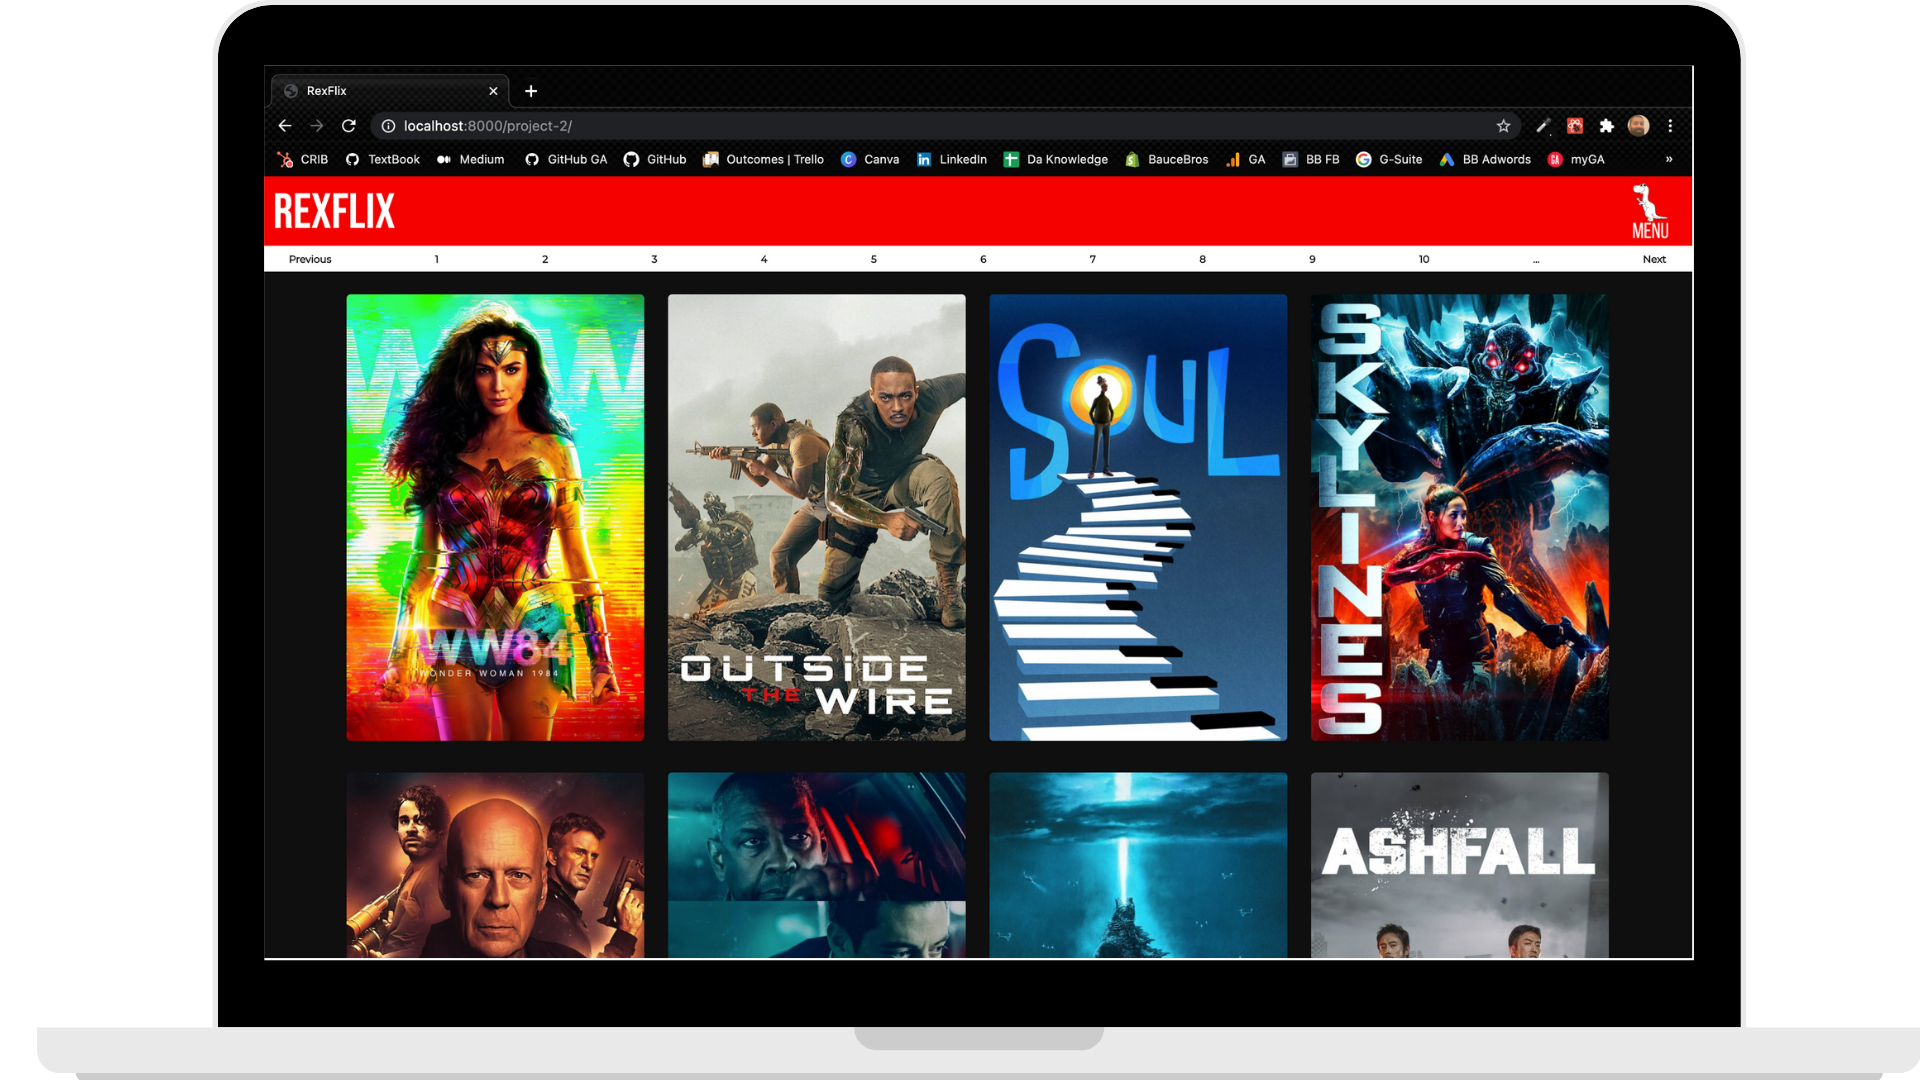 RexFlix
localhost:8000/project-2/
CRIB TextBook Medium GitHub GA GitHub Outcomes | Trello Canva LinkedIn Da Knowledge BauceBros GA BB FB G-Suite BB Adwords myGA »
REXFLIX
MENU
Previous 1 2 3 4 5 6 7 8 9 10 ... Next
WW84
WONDER WOMAN 1984
OUTSIDE
THE WIRE
SOUL
SKYLINES
ASHFALL